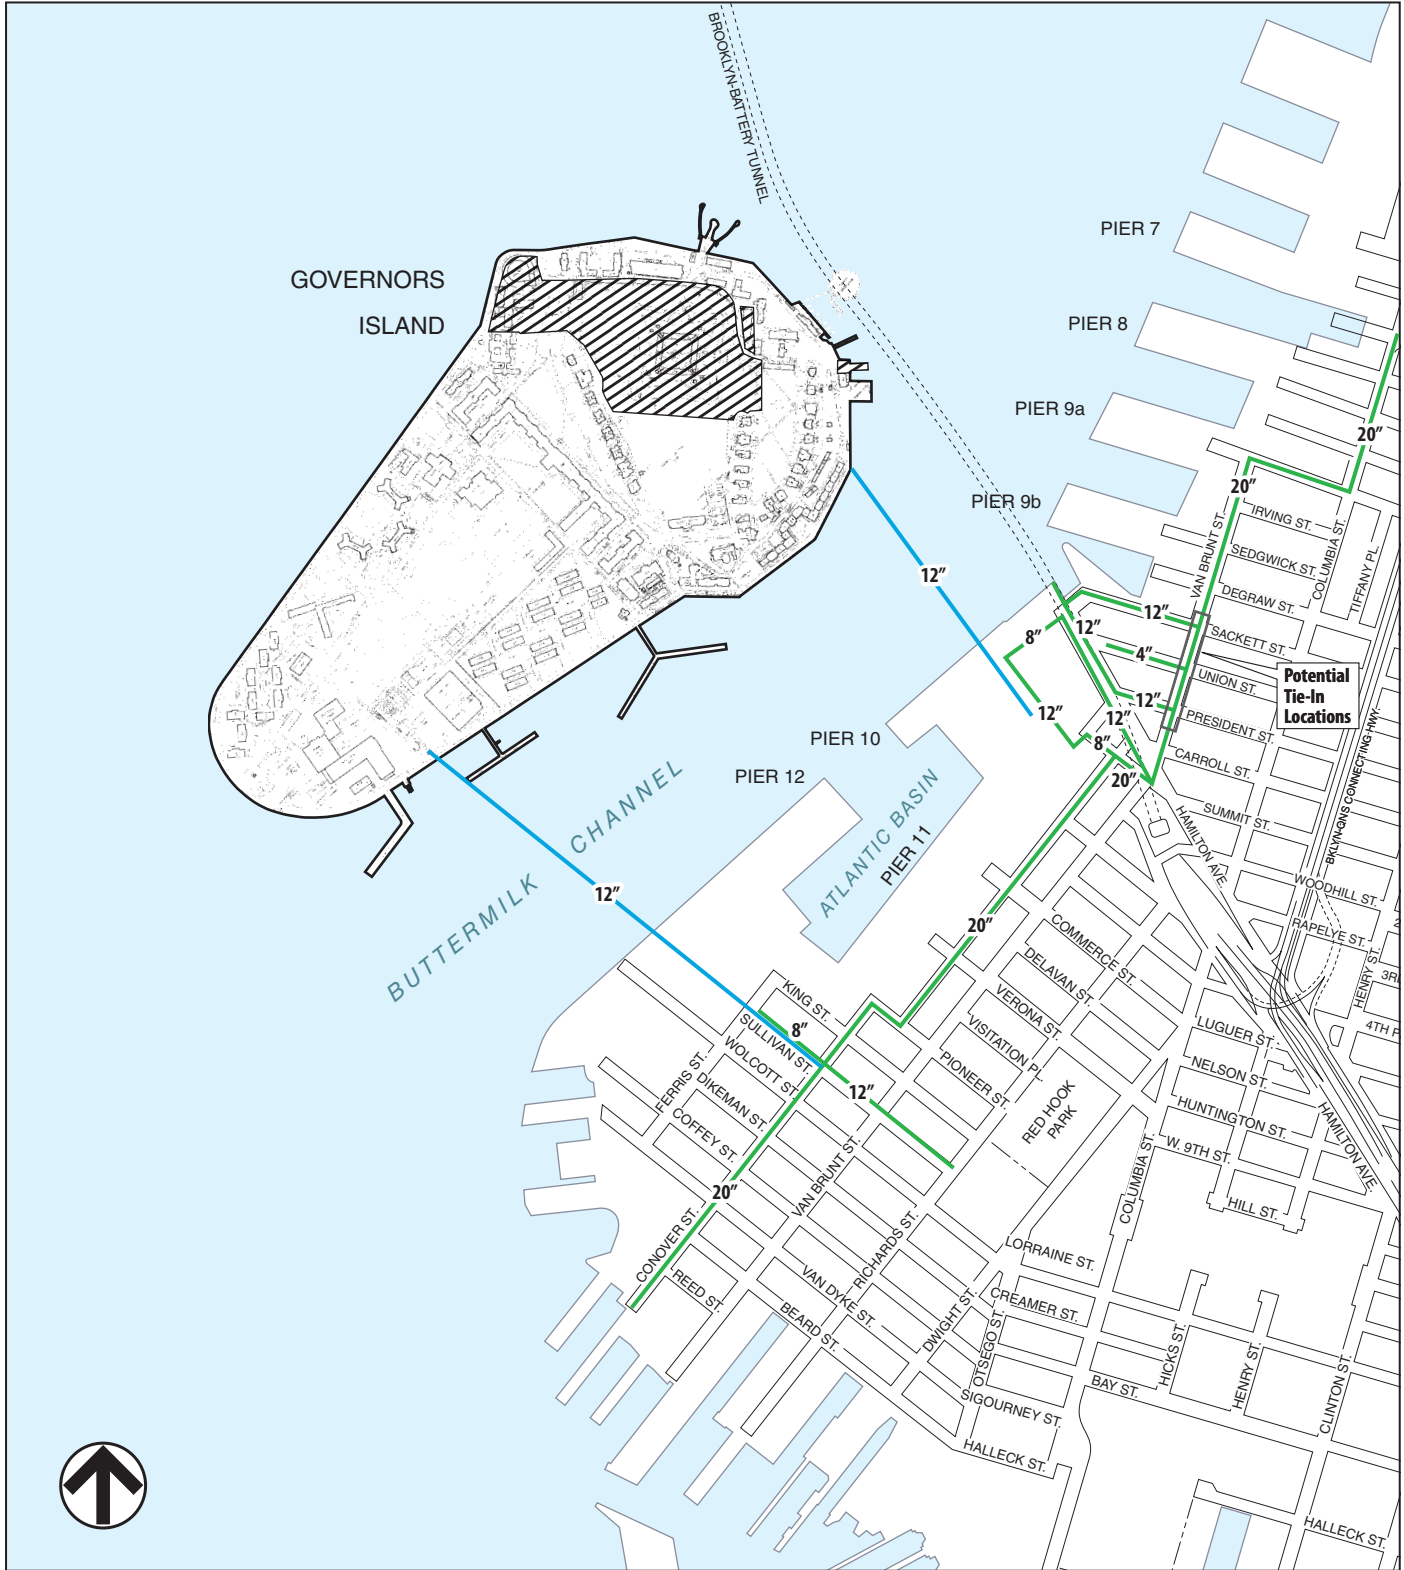 BROOKLYN-BATTERY TUNNEL
PIER 7
GOVERNORS
ISLAND
PIER 8
PIER 9a
20”
PIER 9b
20”
IRVING ST.
COLUMBIA ST.
TIFFANY PL.
VAN BRUNT ST.
SEDGWICK ST.
DEGRAW ST.
12”
12”
12”
8”
SACKETT ST.
4”
UNION ST.
Potential
Tie-In
Locations
12”
12”
12”
PRESIDENT ST.
8”
PIER 10
CARROLL ST.
PIER 12
20”
BUTTERMILK CHANNEL
ATLANTIC BASIN
PIER 11
SUMMIT ST.
HAMILTON AVE.
BKLYN-QNS CONNECTING HWY.
12”
WOODHILL ST.
20”
COMMERCE ST.
RAPELYE ST.
HENRY ST.
DELAVAN ST.
KING ST.
VERONA ST.
8”
SULLIVAN ST.
VISITATION PL.
LUGUER ST.
4TH P
WOLCOTT ST.
FERRIS ST.
PIONEER ST.
NELSON ST.
DIKEMAN ST.
12”
RED HOOK
PARK
HUNTINGTON ST.
HAMILTON AVE.
COFFEY ST.
W. 9TH ST.
COLUMBIA ST.
VAN BRUNT ST.
20”
HILL ST.
CONOVER ST.
RICHARDS ST.
LORRAINE ST.
REED ST.
VAN DYKE ST.
CREAMER ST.
BEARD ST.
DWIGHT ST.
OTSEGO ST.
HICKS ST.
HENRY ST.
CLINTON ST.
BAY ST.
SIGOURNEY ST.
HALLECK ST.
HALLECK ST.